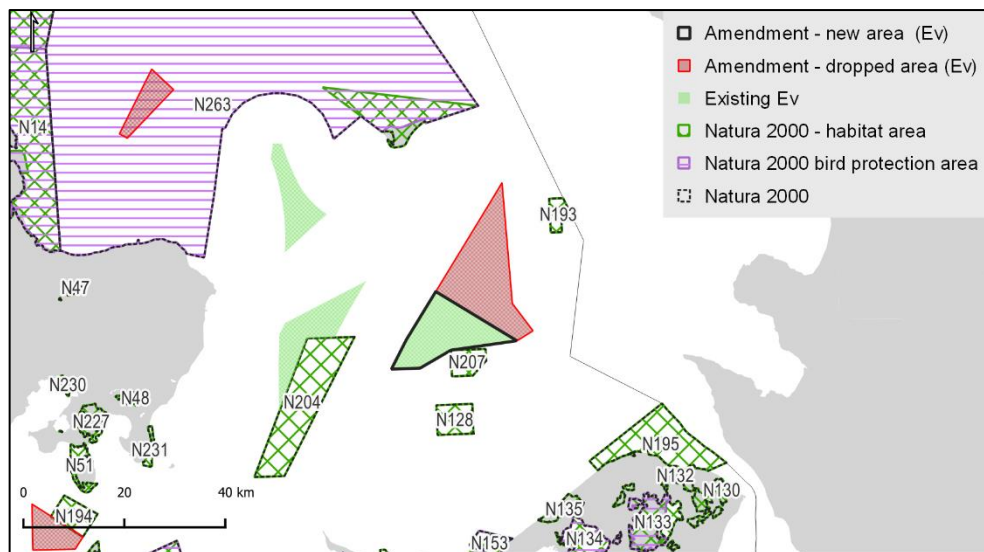 Amendment - new area (Ev)
Amendment - dropped area (Ev)
Existing Ev
Natura 2000 - habitat area
Natura 2000 bird protection area
Natura 2000
N263
N14
N193
N47
N207
N230
N48
N204
N128
N227
N231
N195
N51
N132
N130
0 20 40 km
N194
N135
N133
N134
N153